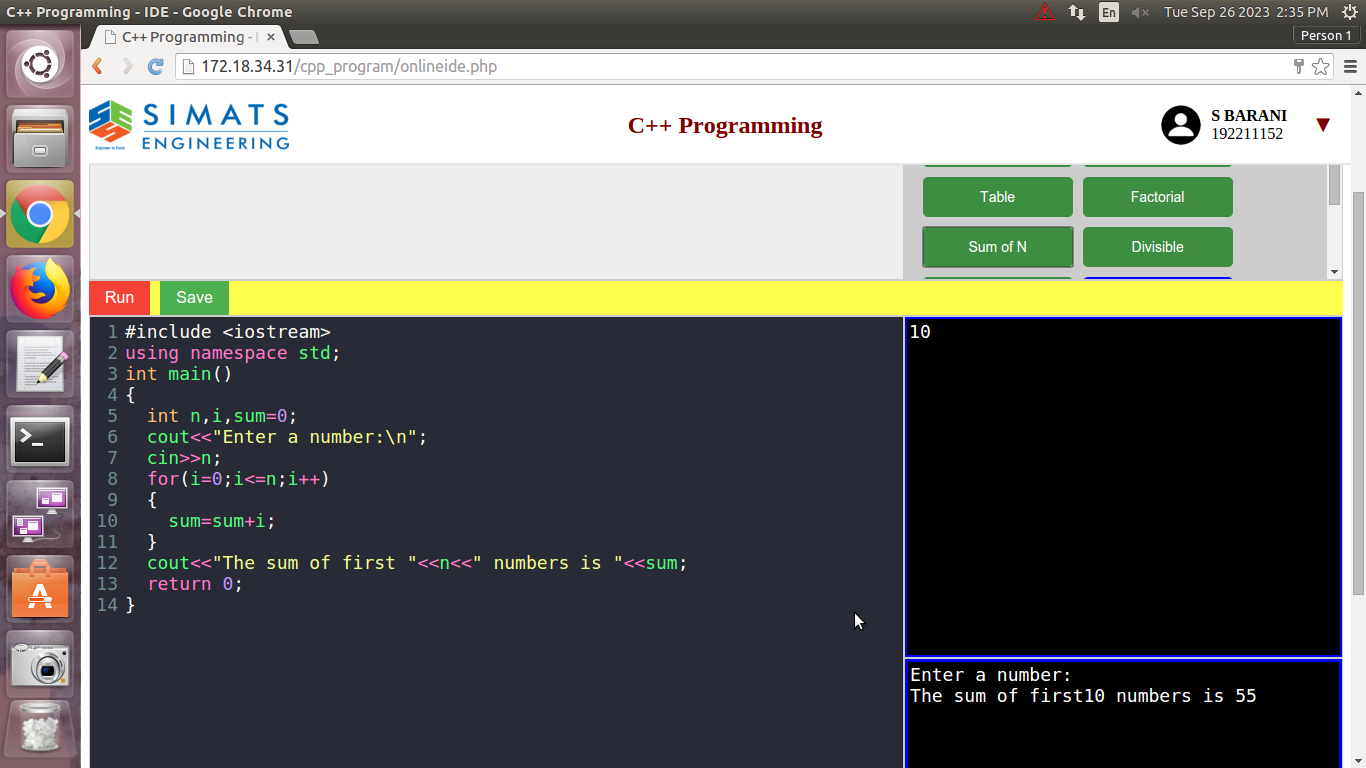 C++ Programming - IDE - Google Chrome
En
Tue Sep 26 2023 2:35 PM
C++ Programming - I
Person 1
172.18.34.31/cpp_program/onlineide.php
SIMATS
ENGINEERING
Engineer to Excel
C++ Programming
S BARANI
192211152
Table
Factorial
Sum of N
Divisible
Run
Save
1 #include <iostream>
2 using namespace std;
3 int main()
4 {
5   int n,i,sum=0;
6   cout<<"Enter a number:\n";
7   cin>>n;
8   for(i=0;i<=n;i++)
9   {
10     sum=sum+i;
11   }
12   cout<<"The sum of first "<<n<<" numbers is "<<sum;
13   return 0;
14 }
10
Enter a number:
The sum of first10 numbers is 55